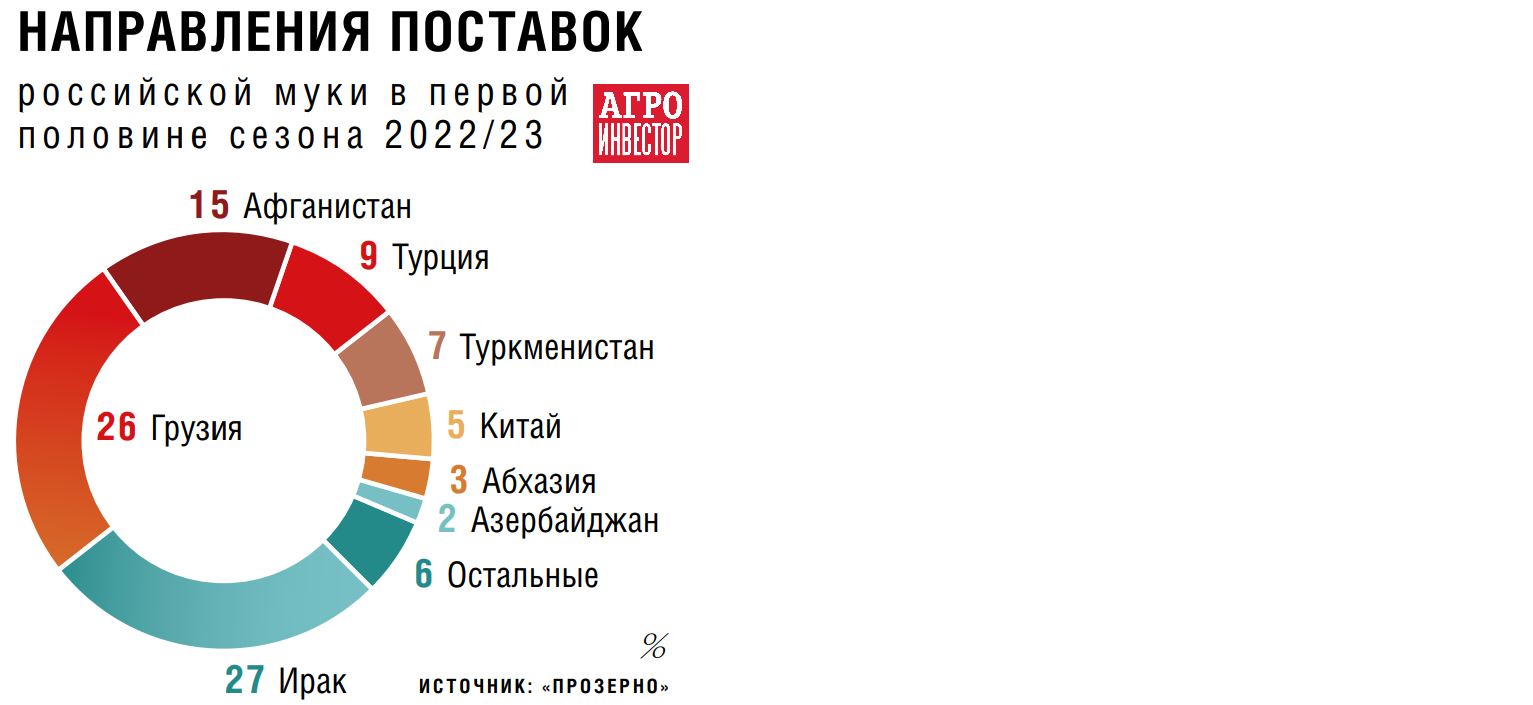 НАПРАВЛЕНИЯ ПОСТАВОК
российской муки в первой
половине сезона 2022/23
АГРО
ИНВЕСТОР
15 Афганистан
9 Турция
7 Туркменистан
26 Грузия
5 Китай
3 Абхазия
2 Азербайджан
6 Остальные
%
27 Ирак
ИСТОЧНИК: «ПРОЗЕРНО»